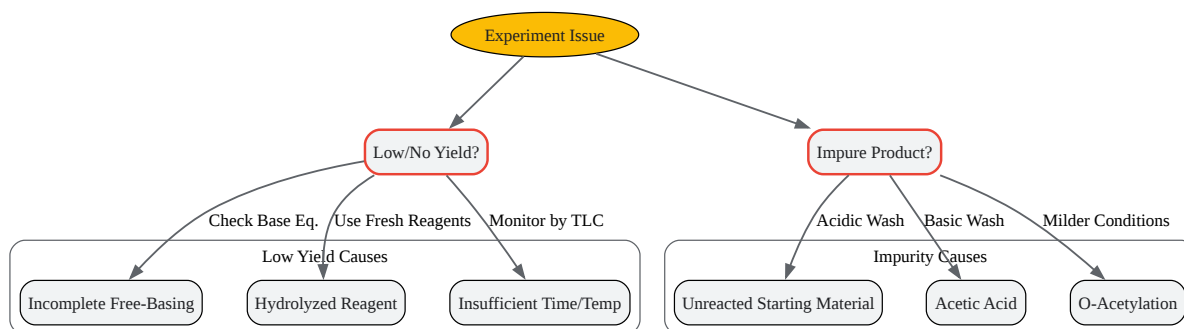 Experiment Issue
Low/No Yield?
Impure Product?
Check Base Eq.
Use Fresh Reagents
Monitor by TLC
Acidic Wash
Basic Wash
Milder Conditions
Low Yield Causes
Impurity Causes
Incomplete Free-Basing
Hydrolyzed Reagent
Insufficient Time/Temp
Unreacted Starting Material
Acetic Acid
O-Acetylation